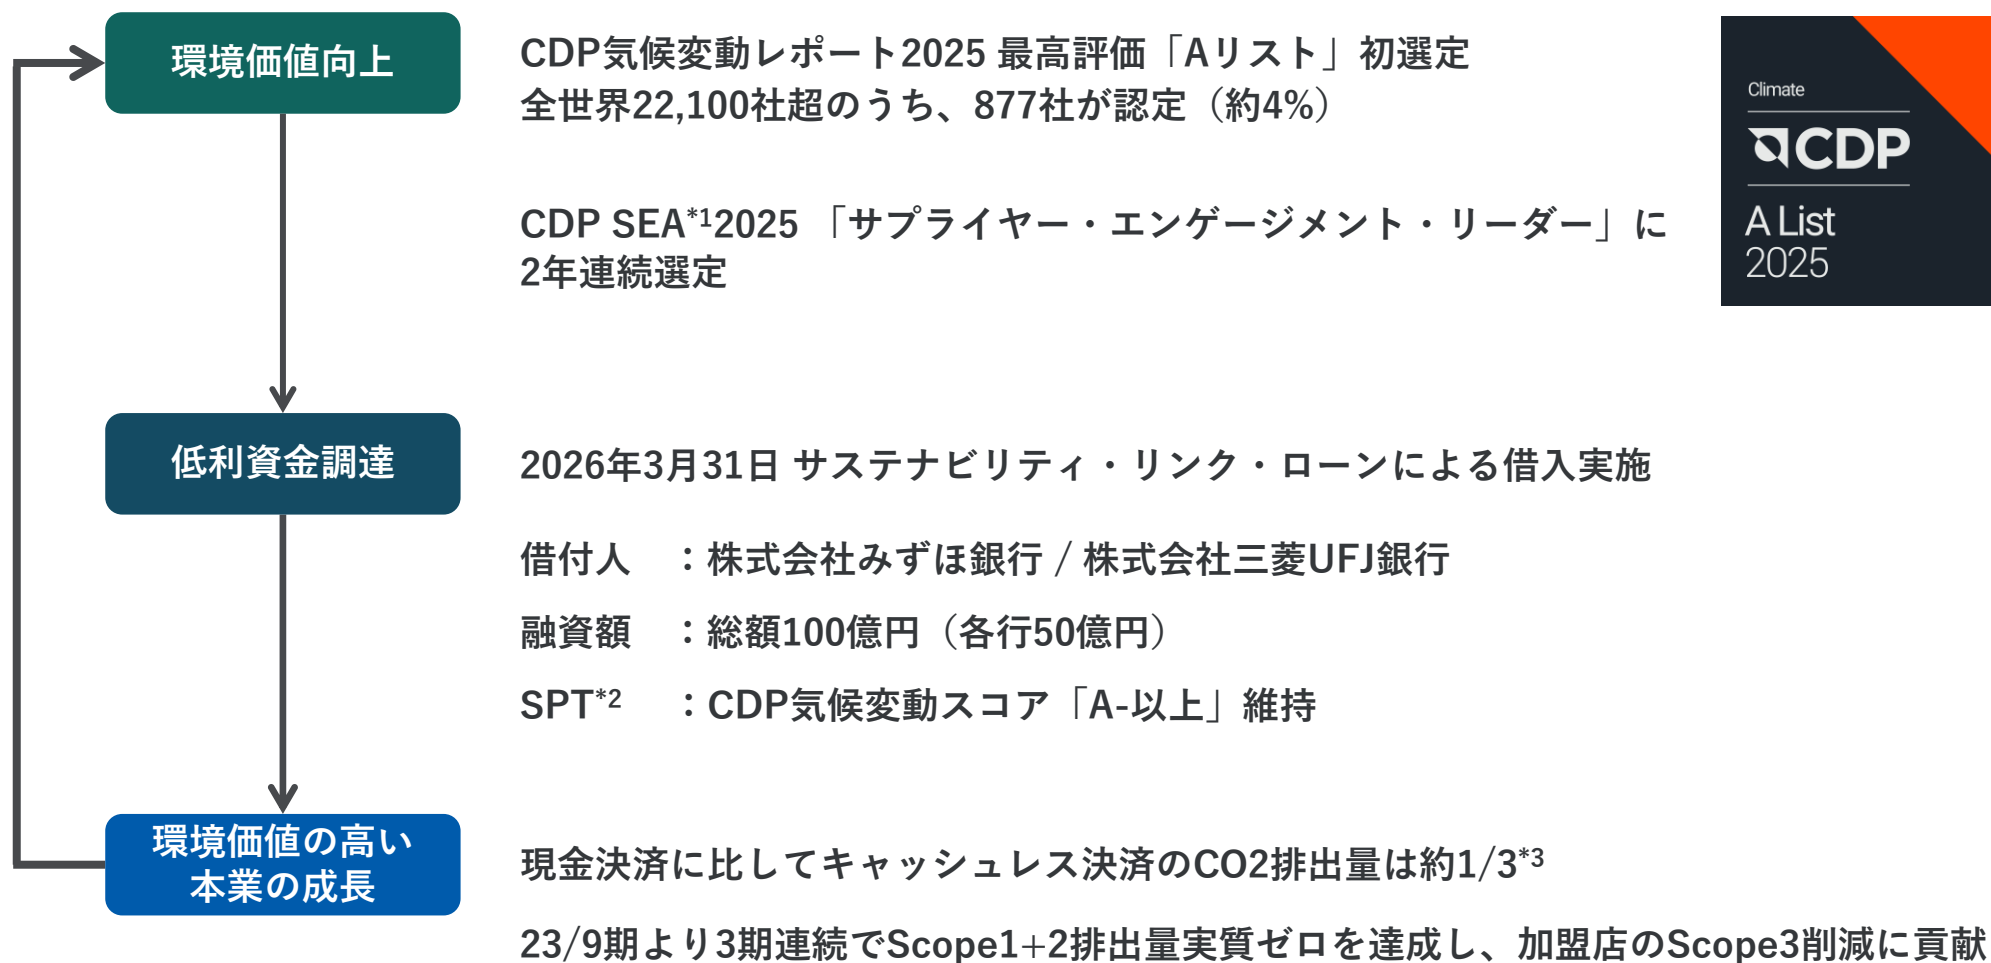 環境価値向上
CDP気候変動レポート2025 最高評価「Aリスト」初選定
全世界22,100社超のうち、877社が認定（約4%）
CDP SEA*12025 「サプライヤー・エンゲージメント・リーダー」に
2年連続選定
Climate
CDP
A List
2025
低利資金調達
2026年3月31日 サステナビリティ・リンク・ローンによる借入実施
借付人 ：株式会社みずほ銀行 / 株式会社三菱UFJ銀行
融資額 ：総額100億円（各行50億円）
SPT*2 ：CDP気候変動スコア「A-以上」維持
環境価値の高い
本業の成長
現金決済に比してキャッシュレス決済のCO2排出量は約1/3*3
23/9期より3期連続でScope1+2排出量実質ゼロを達成し、加盟店のScope3削減に貢献